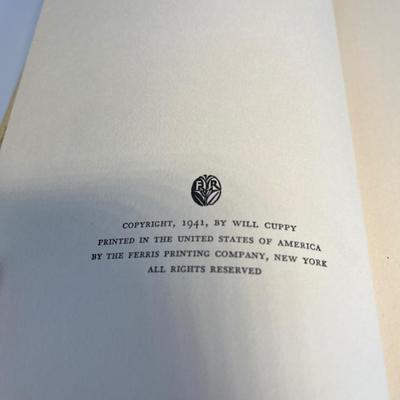 FR
COPYRIGHT, 1941, BY WILL CUPPY
PRINTED IN THE UNITED STATES OF AMERICA
BY THE FERRIS PRINTING COMPANY, NEW YORK
ALL RIGHTS RESERVED